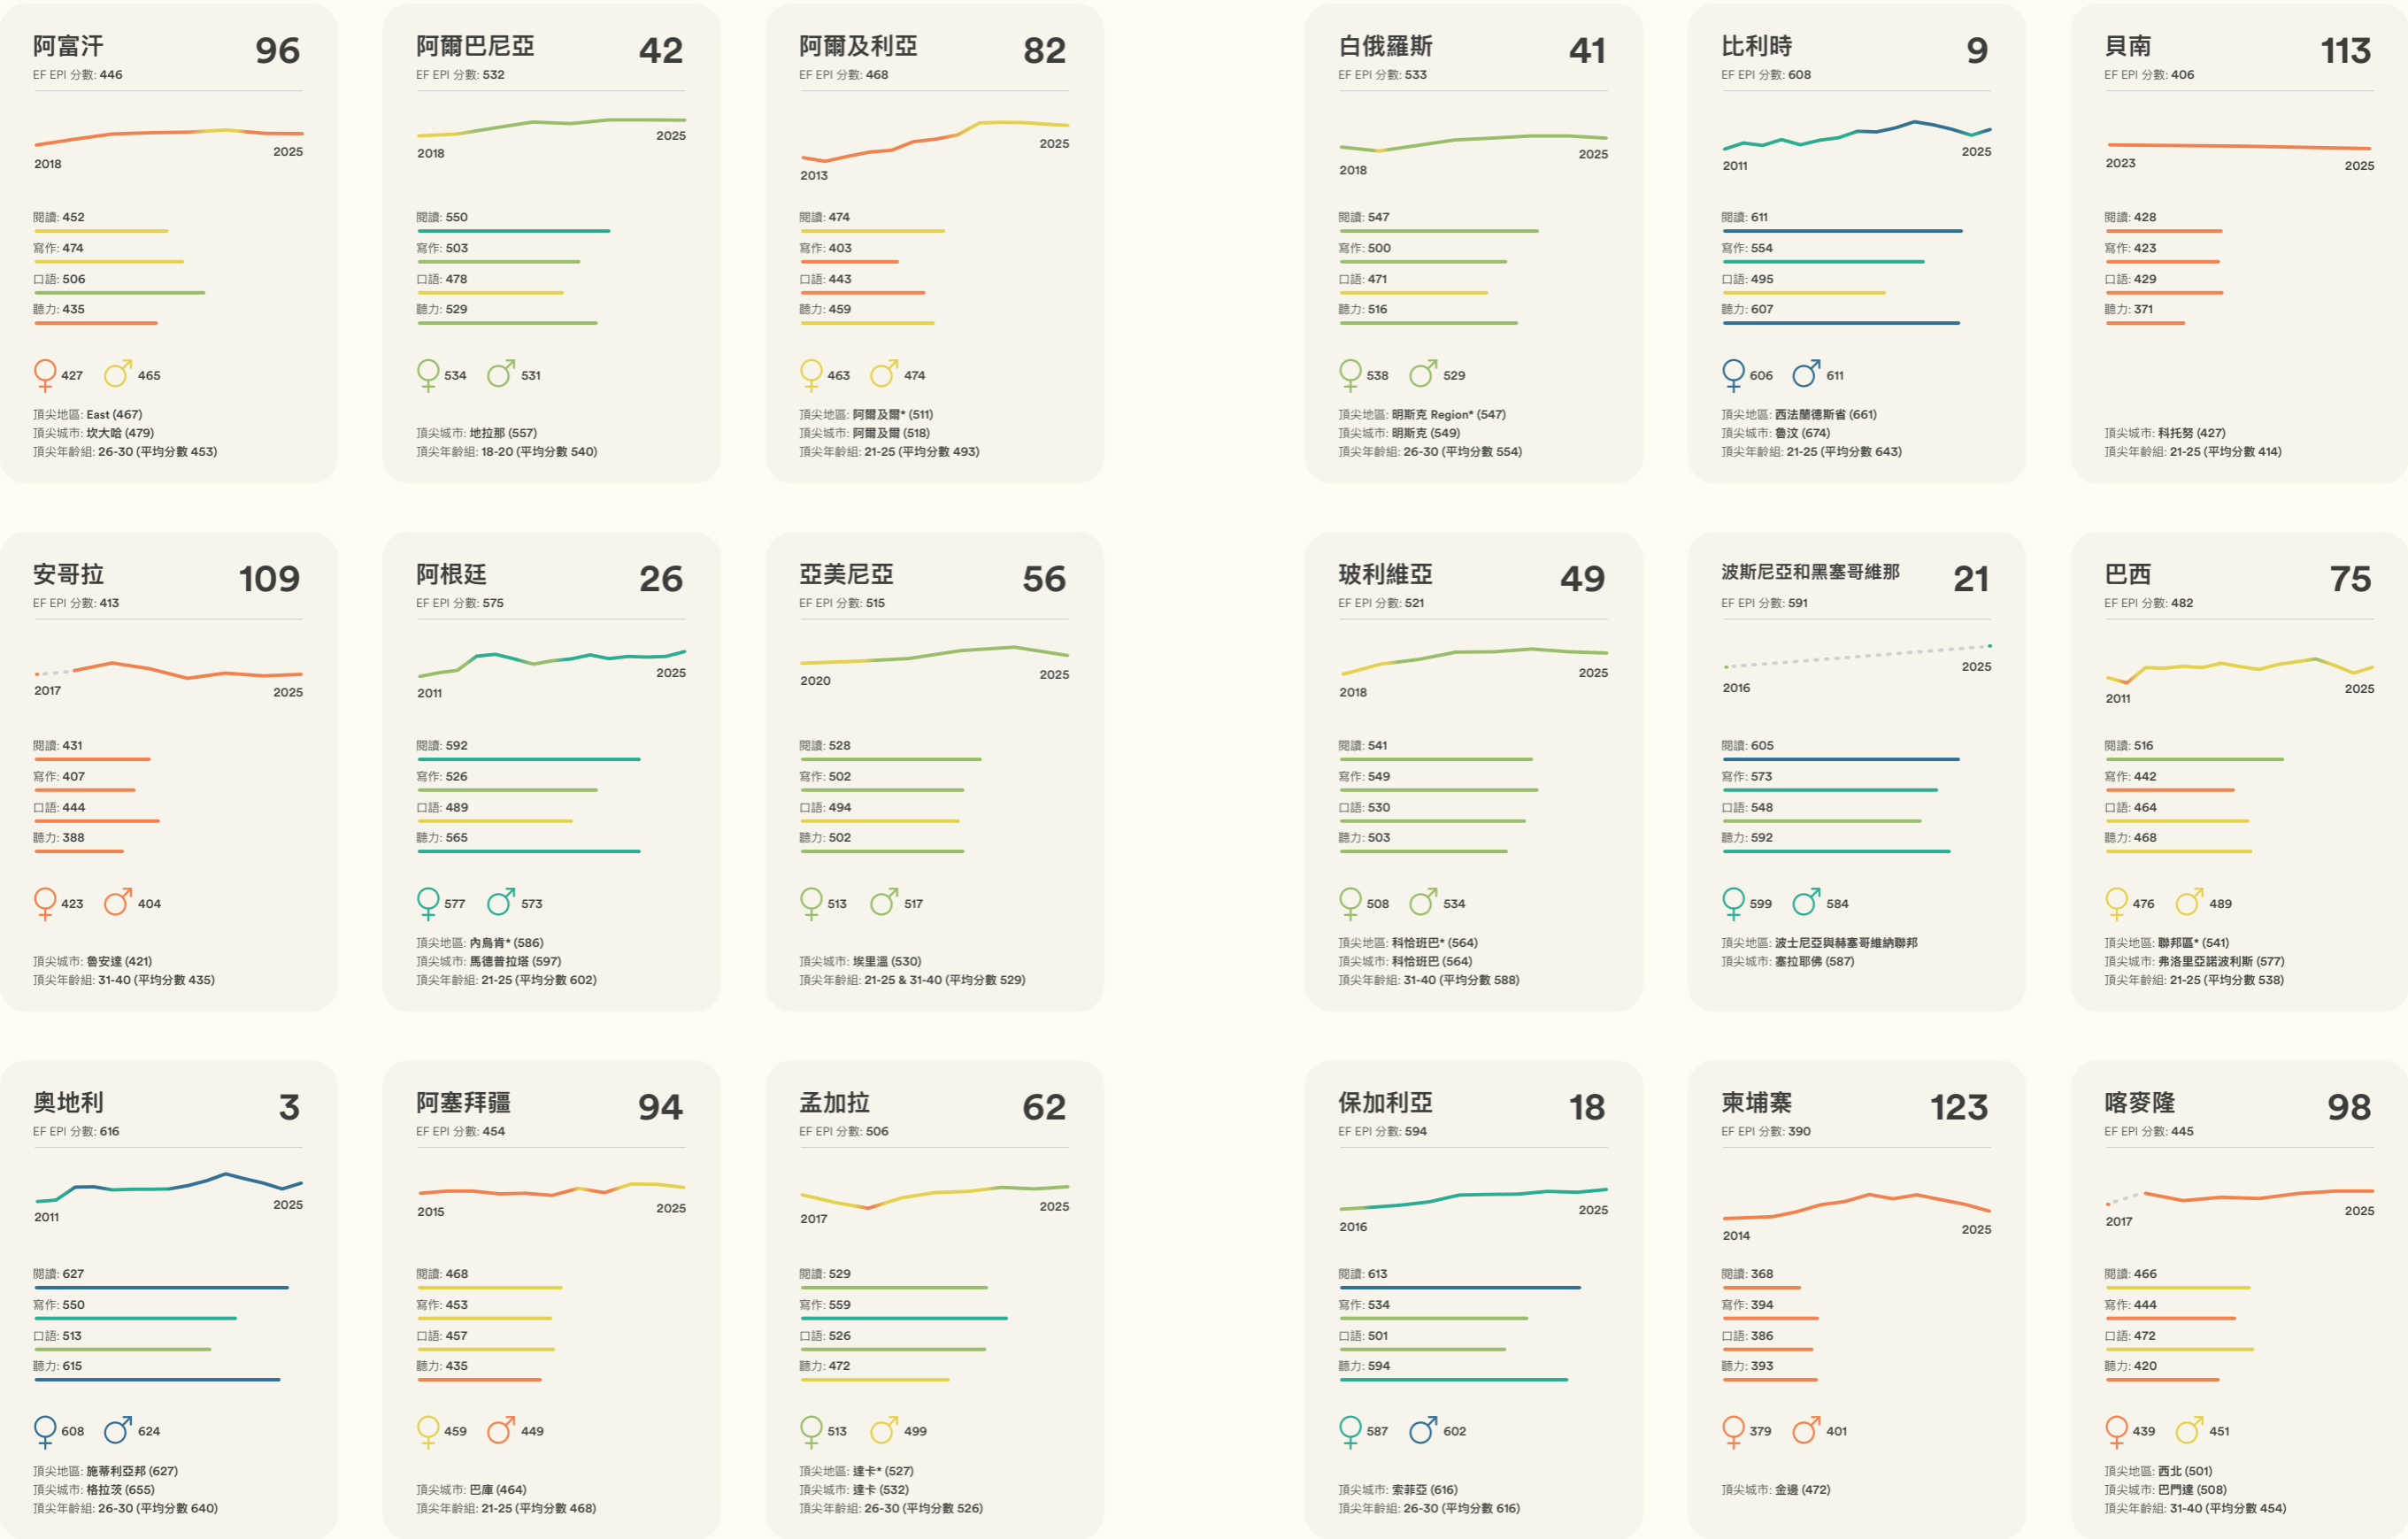 阿富汗
96
EF EPI 分數: 446
2018
2025
閱讀: 452
寫作: 474
口語: 506
聽力: 435
427
465
頂尖地區: East (467)
頂尖城市: 坎大哈 (479)
頂尖年齡組: 26-30 (平均分數 453)
阿爾巴尼亞
42
EF EPI 分數: 532
2018
2025
閱讀: 550
寫作: 503
口語: 478
聽力: 529
534
531
頂尖城市: 地拉那 (557)
頂尖年齡組: 18-20 (平均分數 540)
阿爾及利亞
82
EF EPI 分數: 468
2013
2025
閱讀: 474
寫作: 403
口語: 443
聽力: 459
463
474
頂尖地區: 阿爾及爾* (511)
頂尖城市: 阿爾及爾 (518)
頂尖年齡組: 21-25 (平均分數 493)
白俄羅斯
41
EF EPI 分數: 533
2018
2025
閱讀: 547
寫作: 500
口語: 471
聽力: 516
538
529
頂尖地區: 明斯克 Region* (547)
頂尖城市: 明斯克 (549)
頂尖年齡組: 26-30 (平均分數 554)
比利時
9
EF EPI 分數: 608
2011
2025
閱讀: 611
寫作: 554
口語: 495
聽力: 607
606
611
頂尖地區: 西法蘭德斯省 (661)
頂尖城市: 魯汶 (674)
頂尖年齡組: 21-25 (平均分數 643)
貝南
113
EF EPI 分數: 406
2023
2025
閱讀: 428
寫作: 423
口語: 429
聽力: 371
頂尖城市: 科托努 (427)
頂尖年齡組: 21-25 (平均分數 414)
安哥拉
109
EF EPI 分數: 413
2017
2025
閱讀: 431
寫作: 407
口語: 444
聽力: 388
423
404
頂尖城市: 魯安達 (421)
頂尖年齡組: 31-40 (平均分數 435)
阿根廷
26
EF EPI 分數: 575
2011
2025
閱讀: 592
寫作: 526
口語: 489
聽力: 565
577
573
頂尖地區: 內烏肯* (586)
頂尖城市: 馬德普拉塔 (597)
頂尖年齡組: 21-25 (平均分數 602)
亞美尼亞
56
EF EPI 分數: 515
2020
2025
閱讀: 528
寫作: 502
口語: 494
聽力: 502
513
517
頂尖城市: 埃里溫 (530)
頂尖年齡組: 21-25 & 31-40 (平均分數 529)
玻利維亞
49
EF EPI 分數: 521
2018
2025
閱讀: 541
寫作: 549
口語: 530
聽力: 503
508
534
頂尖地區: 科恰班巴* (564)
頂尖城市: 科恰班巴 (564)
頂尖年齡組: 31-40 (平均分數 588)
波斯尼亞和黑塞哥維那
21
EF EPI 分數: 591
2016
2025
閱讀: 605
寫作: 573
口語: 548
聽力: 592
599
584
頂尖地區: 波士尼亞與赫塞哥維納聯邦
頂尖城市: 塞拉耶佛 (587)
巴西
75
EF EPI 分數: 482
2011
2025
閱讀: 516
寫作: 442
口語: 464
聽力: 468
476
489
頂尖地區: 聯邦區* (541)
頂尖城市: 弗洛里亞諾波利斯 (577)
頂尖年齡組: 21-25 (平均分數 538)
奧地利
3
EF EPI 分數: 616
2011
2025
閱讀: 627
寫作: 550
口語: 513
聽力: 615
608
624
頂尖地區: 施蒂利亞邦 (627)
頂尖城市: 格拉茨 (655)
頂尖年齡組: 26-30 (平均分數 640)
阿塞拜疆
94
EF EPI 分數: 454
2015
2025
閱讀: 468
寫作: 453
口語: 457
聽力: 435
459
449
頂尖城市: 巴庫 (464)
頂尖年齡組: 21-25 (平均分數 468)
孟加拉
62
EF EPI 分數: 506
2017
2025
閱讀: 529
寫作: 559
口語: 526
聽力: 472
513
499
頂尖地區: 達卡* (527)
頂尖城市: 達卡 (532)
頂尖年齡組: 26-30 (平均分數 526)
保加利亞
18
EF EPI 分數: 594
2016
2025
閱讀: 613
寫作: 534
口語: 501
聽力: 594
587
602
頂尖城市: 索菲亞 (616)
頂尖年齡組: 26-30 (平均分數 616)
柬埔寨
123
EF EPI 分數: 390
2014
2025
閱讀: 368
寫作: 394
口語: 386
聽力: 393
379
401
頂尖城市: 金邊 (472)
喀麥隆
98
EF EPI 分數: 445
2017
2025
閱讀: 466
寫作: 444
口語: 472
聽力: 420
439
451
頂尖地區: 西北 (501)
頂尖城市: 巴門達 (508)
頂尖年齡組: 31-40 (平均分數 454)